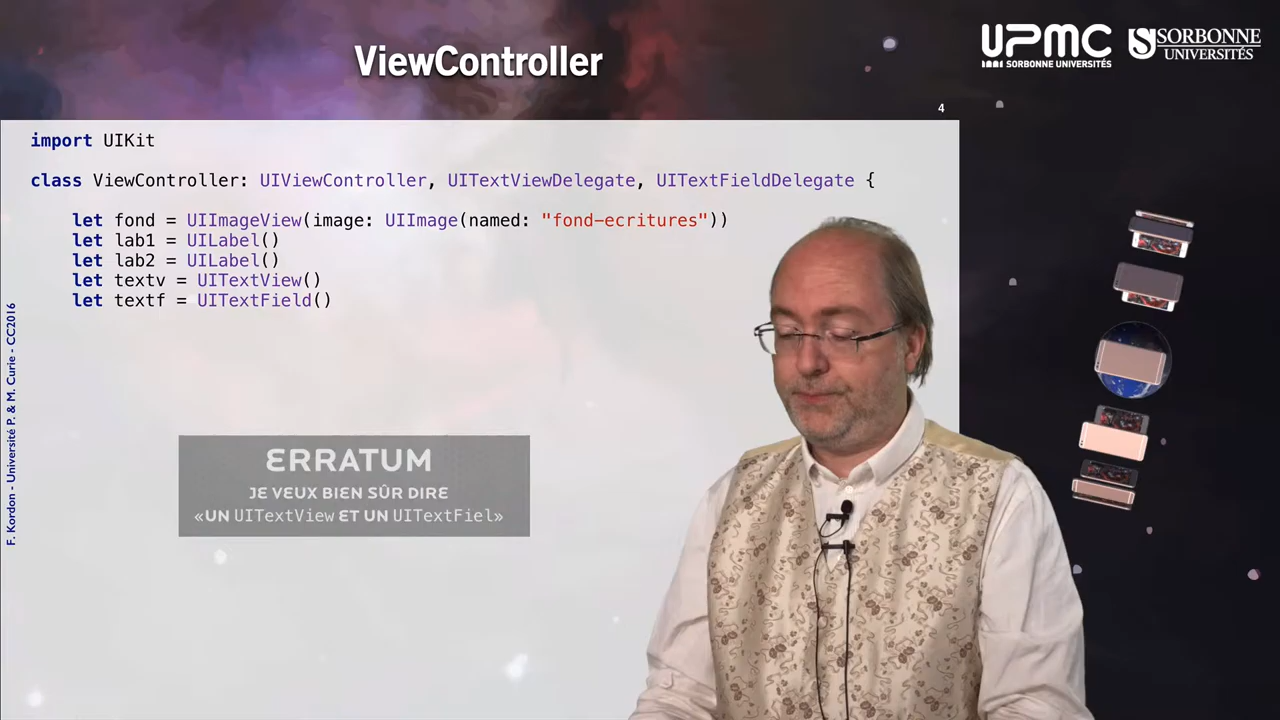 ViewController
UPMC
SORBONNE UNIVERSITÉS
SORBONNE
UNIVERSITÉS
4
import UIKit
class ViewController: UIViewController, UITextViewDelegate, UITextFieldDelegate {
let fond = UIImageView(image: UIImage(named: "fond-ecritures"))
let lab1 = UILabel()
let lab2 = UILabel()
let textv = UITextView()
let textf = UITextField()
F. Kordon - Université P. & M. Curie - CC2016
ERRATUM
JE VEUX BIEN SÛR DIRE
«UN UITextView ET UN UITextFiel»